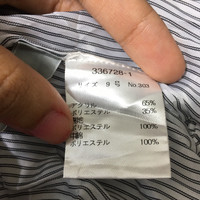 336728-1
サイズ 9号 No.303
アクリル 65%
ポリエステル 35%
ポリエステル 100%
ポリエステル 100%